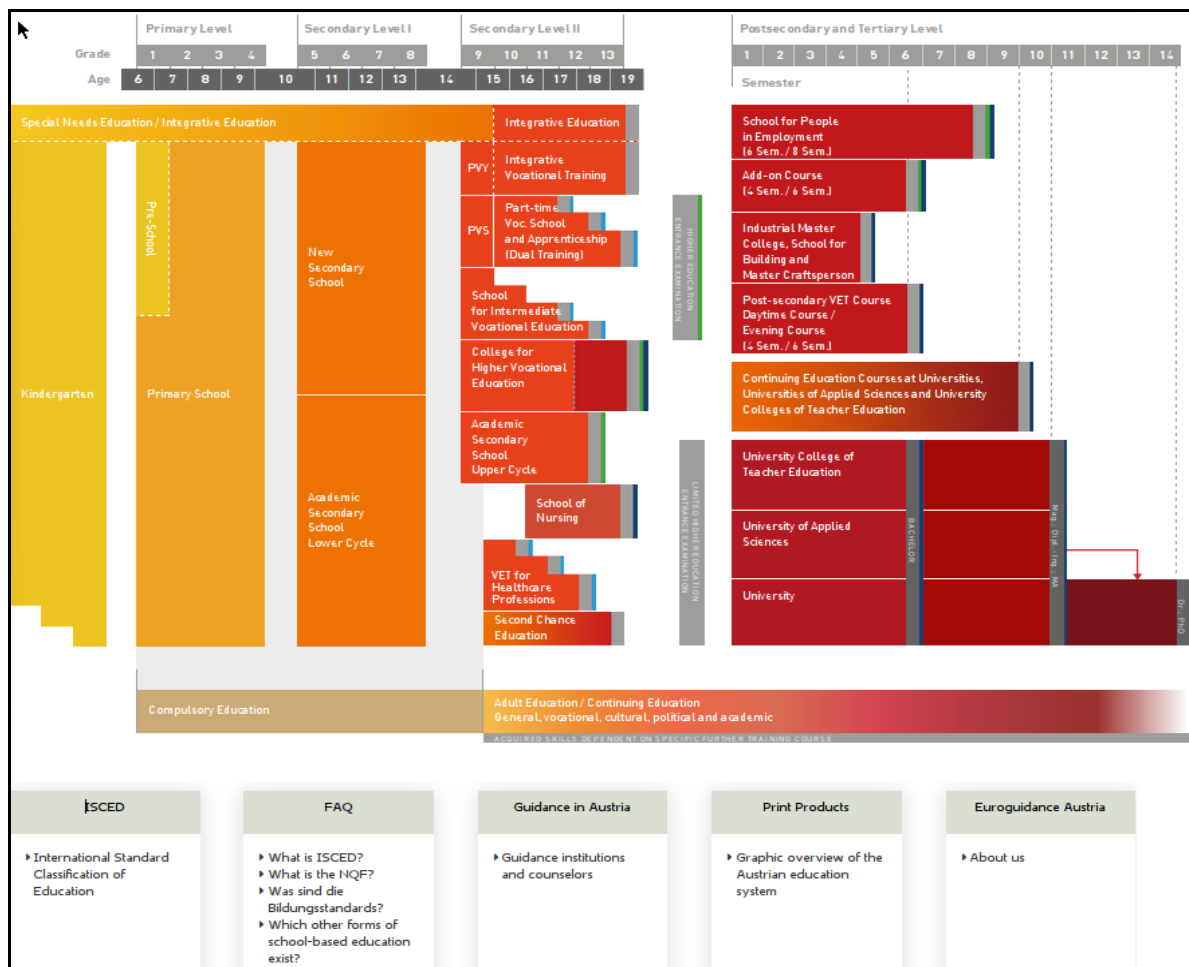 Primary Level
Secondary Level I
Secondary Level II
Postsecondary and Tertiary Level
Grade
1 2 3 4
5 6 7 8
9 10 11 12 13
1 2 3 4 5 6 7 8 9 10 11 12 13 14
Age
6 7 8 9 10 11 12 13 14 15 16 17 18 19
Semester
Special Needs Education / Integrative Education
Integrative Education
PVY
Integrative
Vocational Training
Pre-School
PVS
Part-time
Voc. School
and Apprenticeship
(Dual Training)
New
Secondary
School
School
for Intermediate
Vocational Education
College for
Higher Vocational
Education
Kindergarten
Primary School
Academic
Secondary
School
Upper Cycle
Academic
Secondary
School
Lower Cycle
School of
Nursing
VET for
Healthcare
Professions
Second Chance
Education
HIGHER EDUCATION
ENTRANCE EXAMINATION
LIMITED HIGHER EDUCATION
ENTRANCE EXAMINATION
School for People
in Employment
(6 Sem./ 8 Sem.)
Add-on Course
(4 Sem./ 6 Sem.)
Industrial Master
College, School for
Building and
Master Craftsperson
Post-secondary VET Course
Daytime Course /
Evening Course
(4 Sem./ 6 Sem.)
Continuing Education Courses at Universities,
Universities of Applied Sciences and University
Colleges of Teacher Education
University College of
Teacher Education
University of Applied
Sciences
University
BACHELOR
Mag.; Dipl.-Ing.; MA
Dr.; PhD
Compulsory Education
Adult Education / Continuing Education
General, vocational, cultural, political and academic
ACQUIRED SKILLS DEPENDENT ON SPECIFIC FURTHER TRAINING COURSE
ISCED
International Standard
Classification of
Education
FAQ
What is ISCED?
What is the NQF?
Was sind die
Bildungsstandards?
Which other forms of
school-based education
exist?
Guidance in Austria
Guidance institutions
and counselors
Print Products
Graphic overview of the
Austrian education
system
Euroguidance Austria
About us